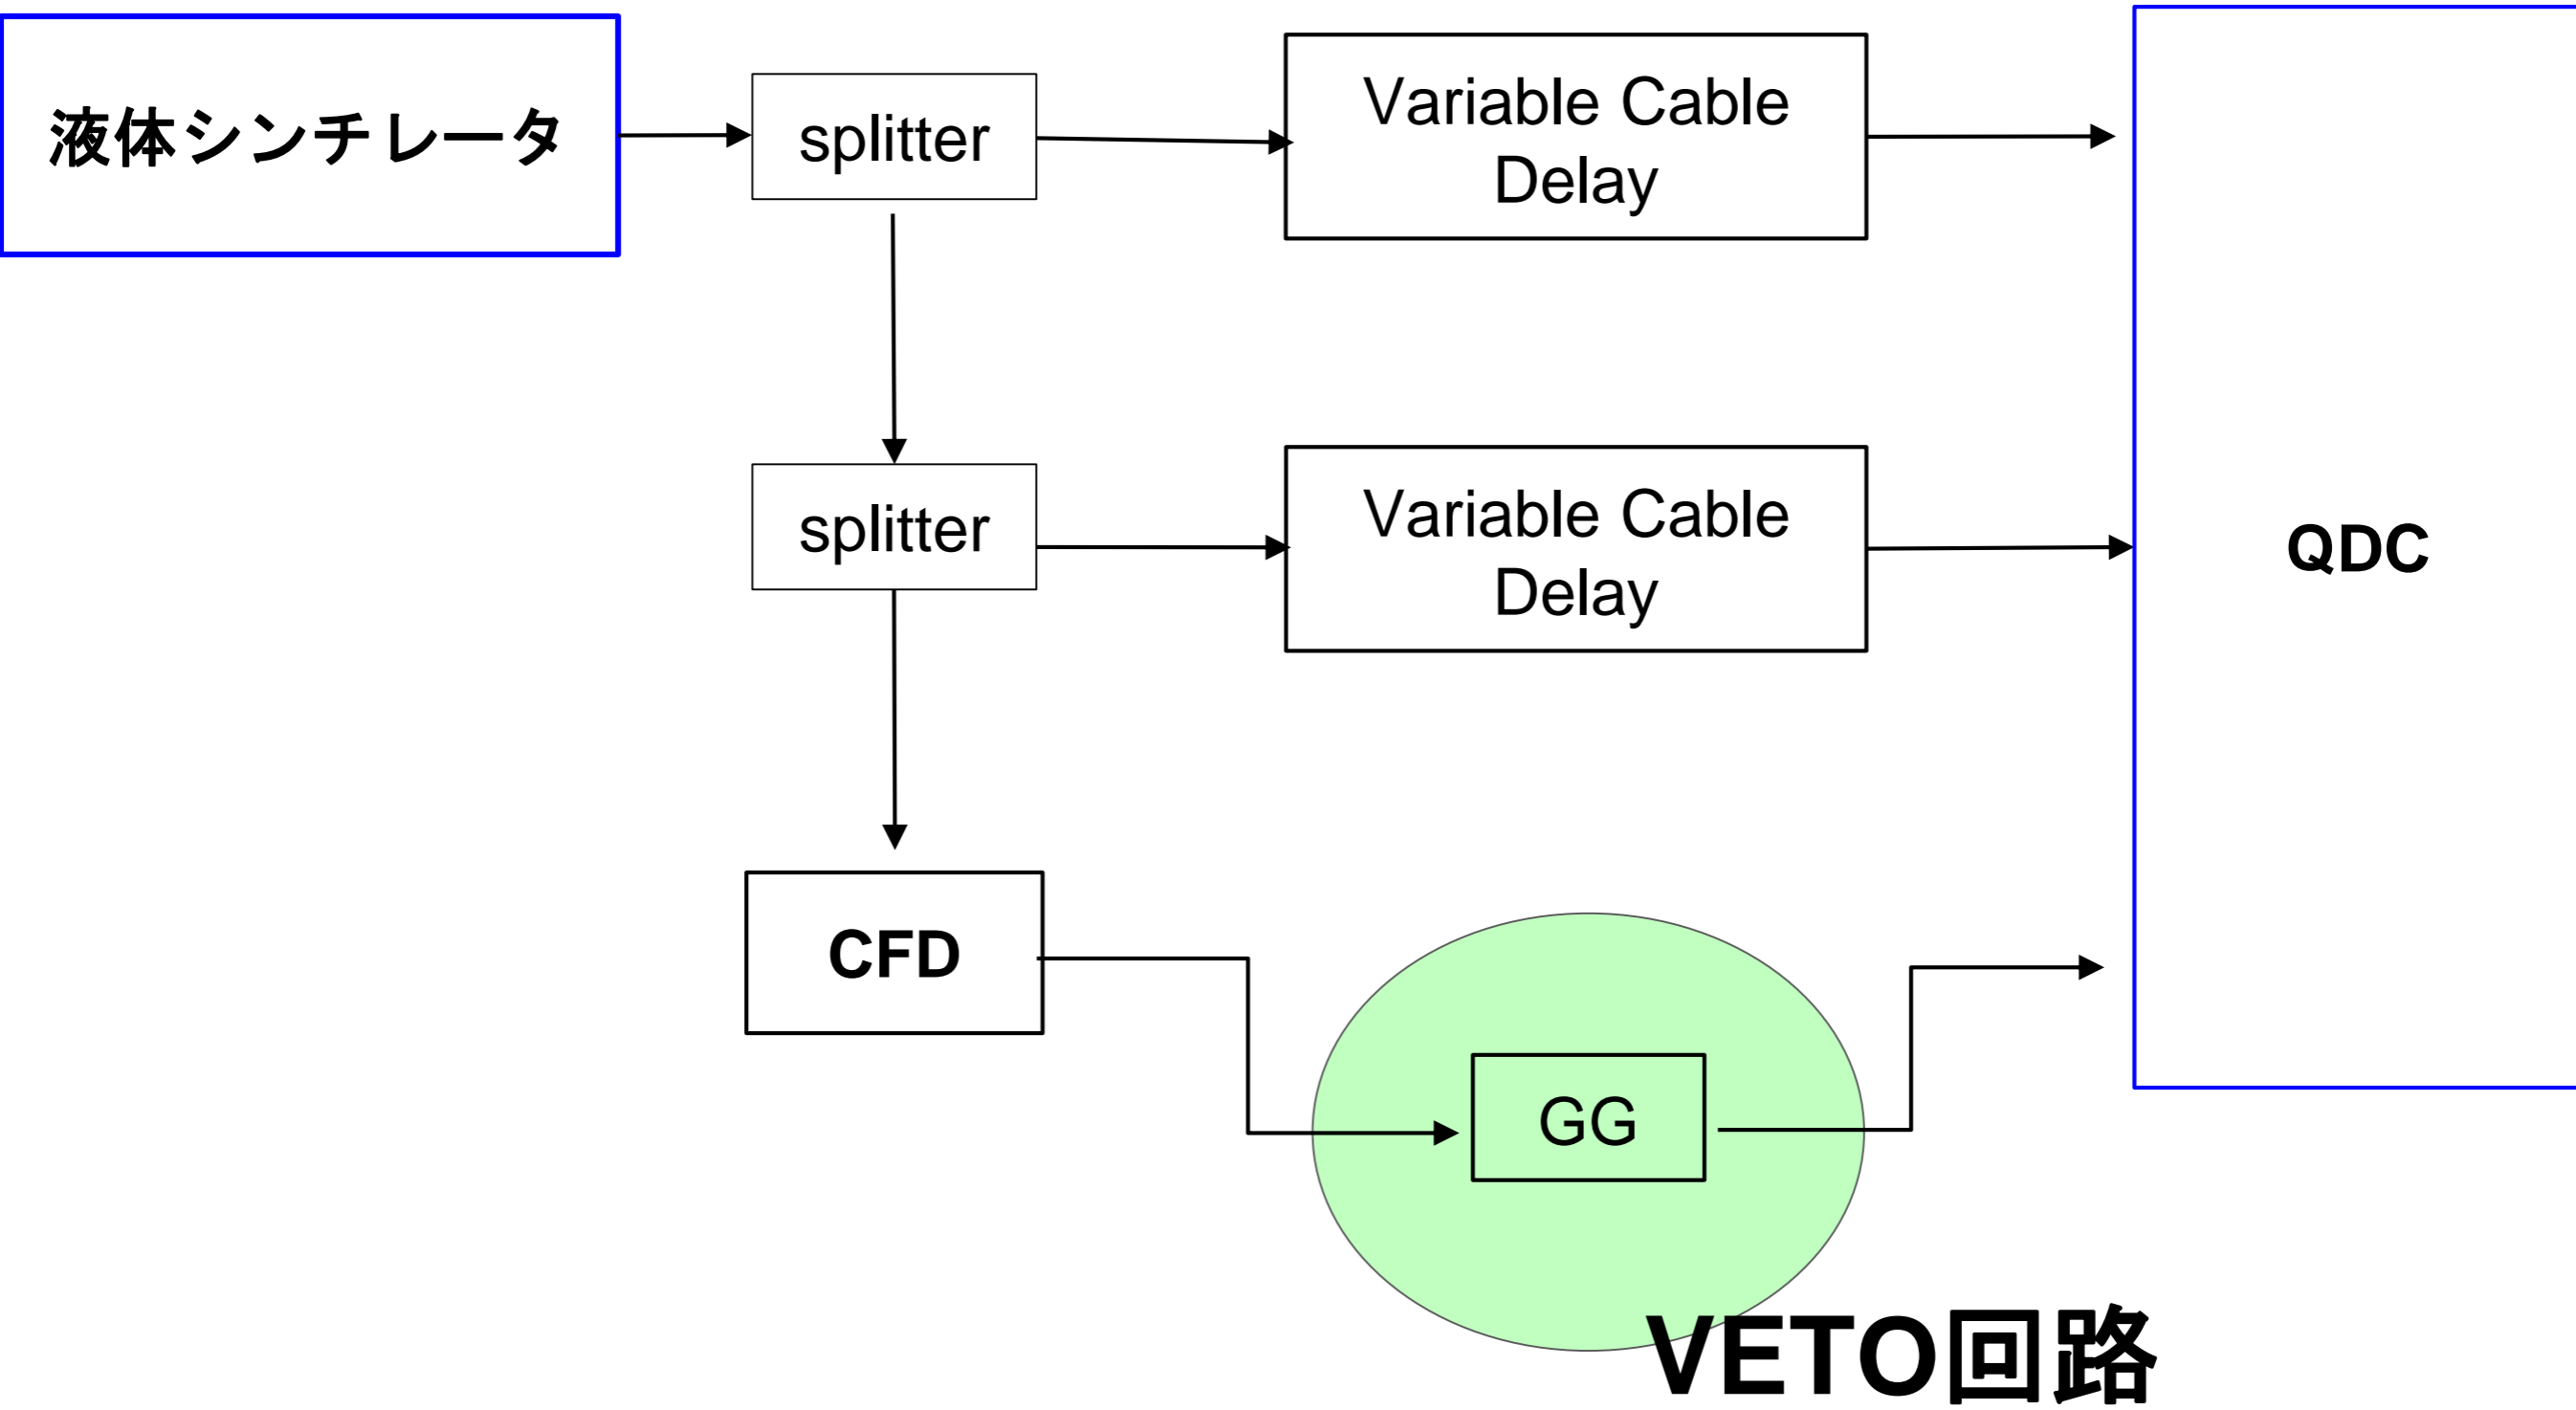 液体シンチレータ
splitter
Variable Cable
Delay
splitter
Variable Cable
Delay
QDC
CFD
GG
VETO回路